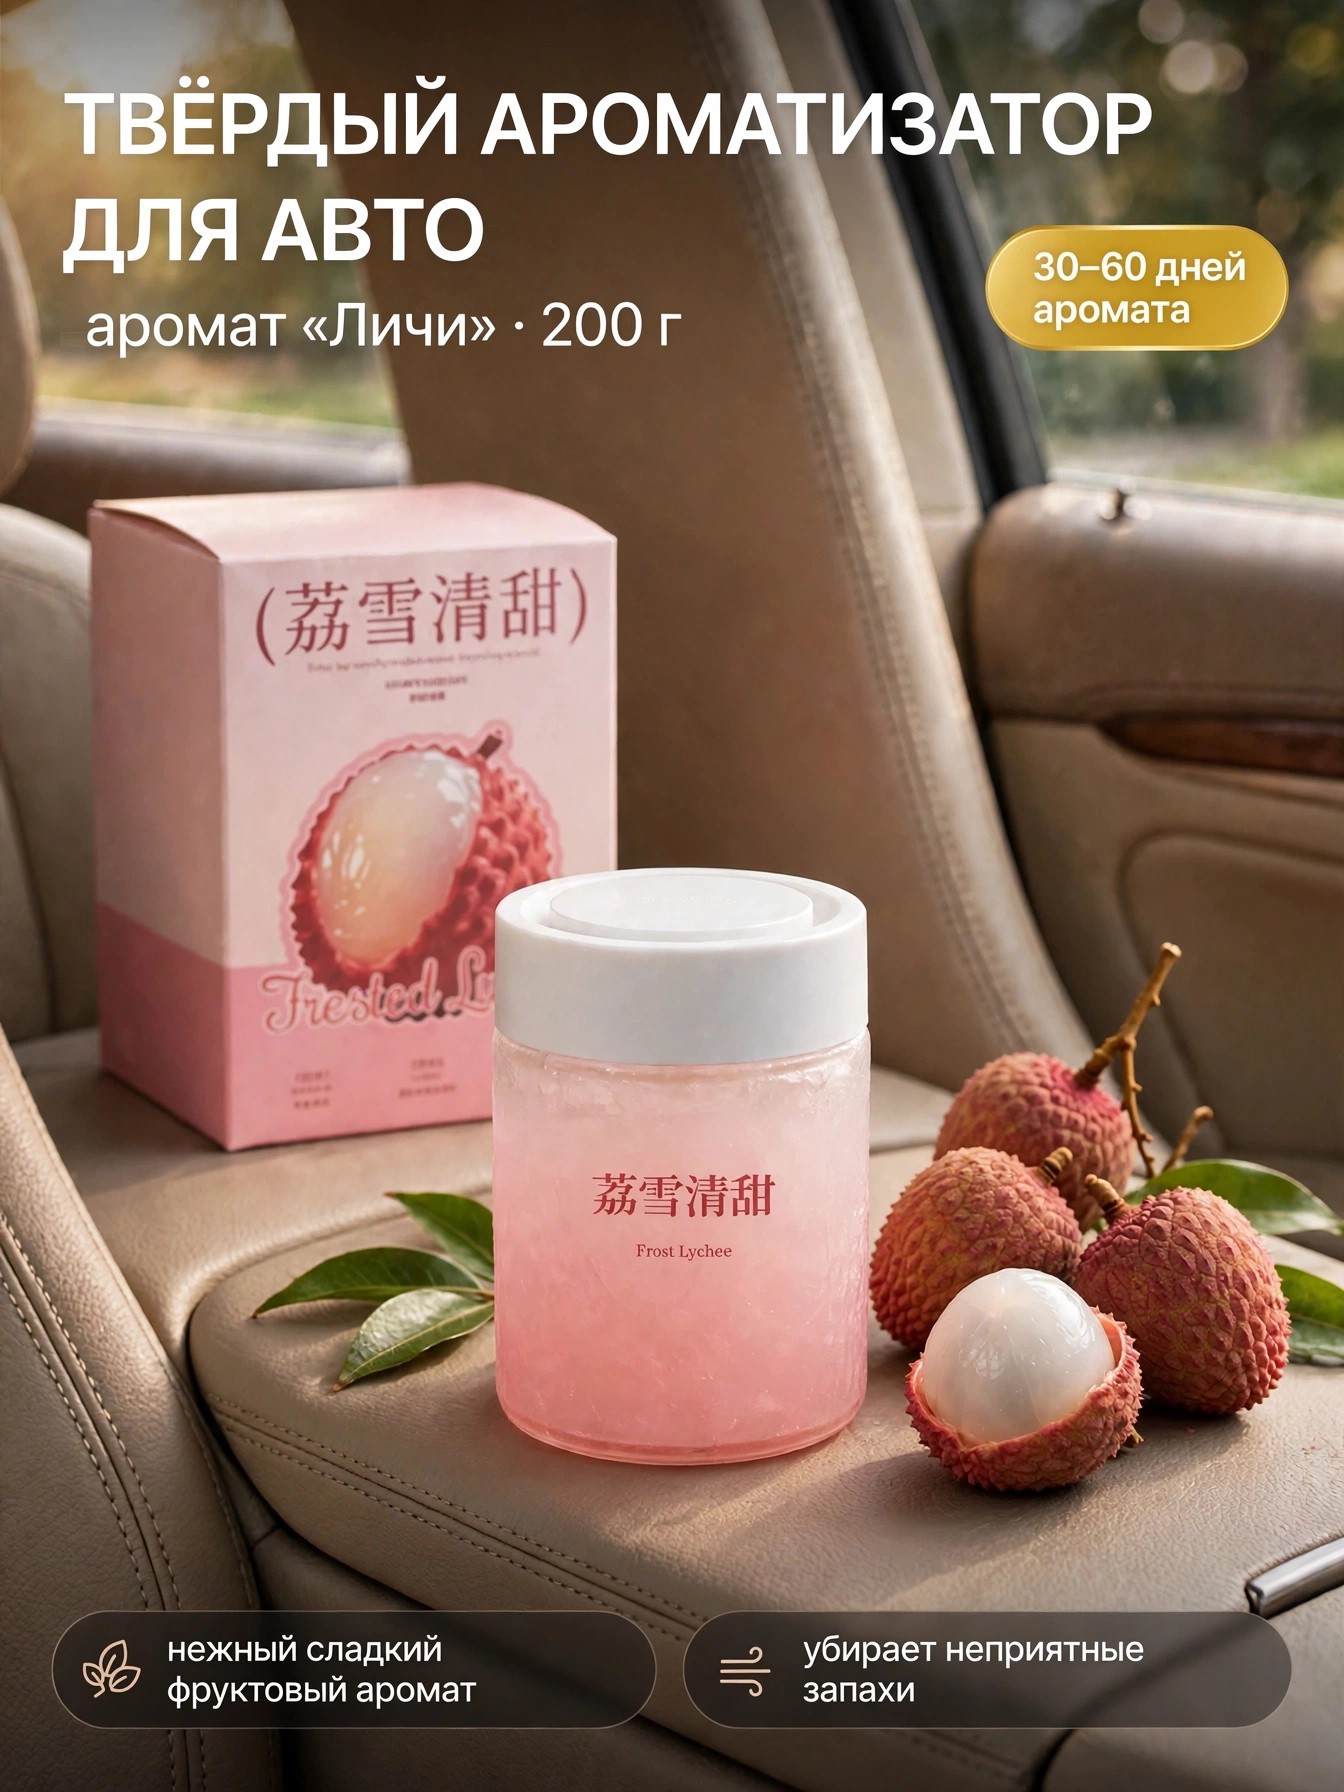 ТВЁРДЫЙ АРОМАТИЗАТОР
ДЛЯ АВТО
аромат «Личи» · 200 г
30–60 дней
аромата
(荔雪清甜)
Frested
荔雪清甜
Frost Lychee
нежный сладкий
фруктовый аромат
убирает неприятные
запахи